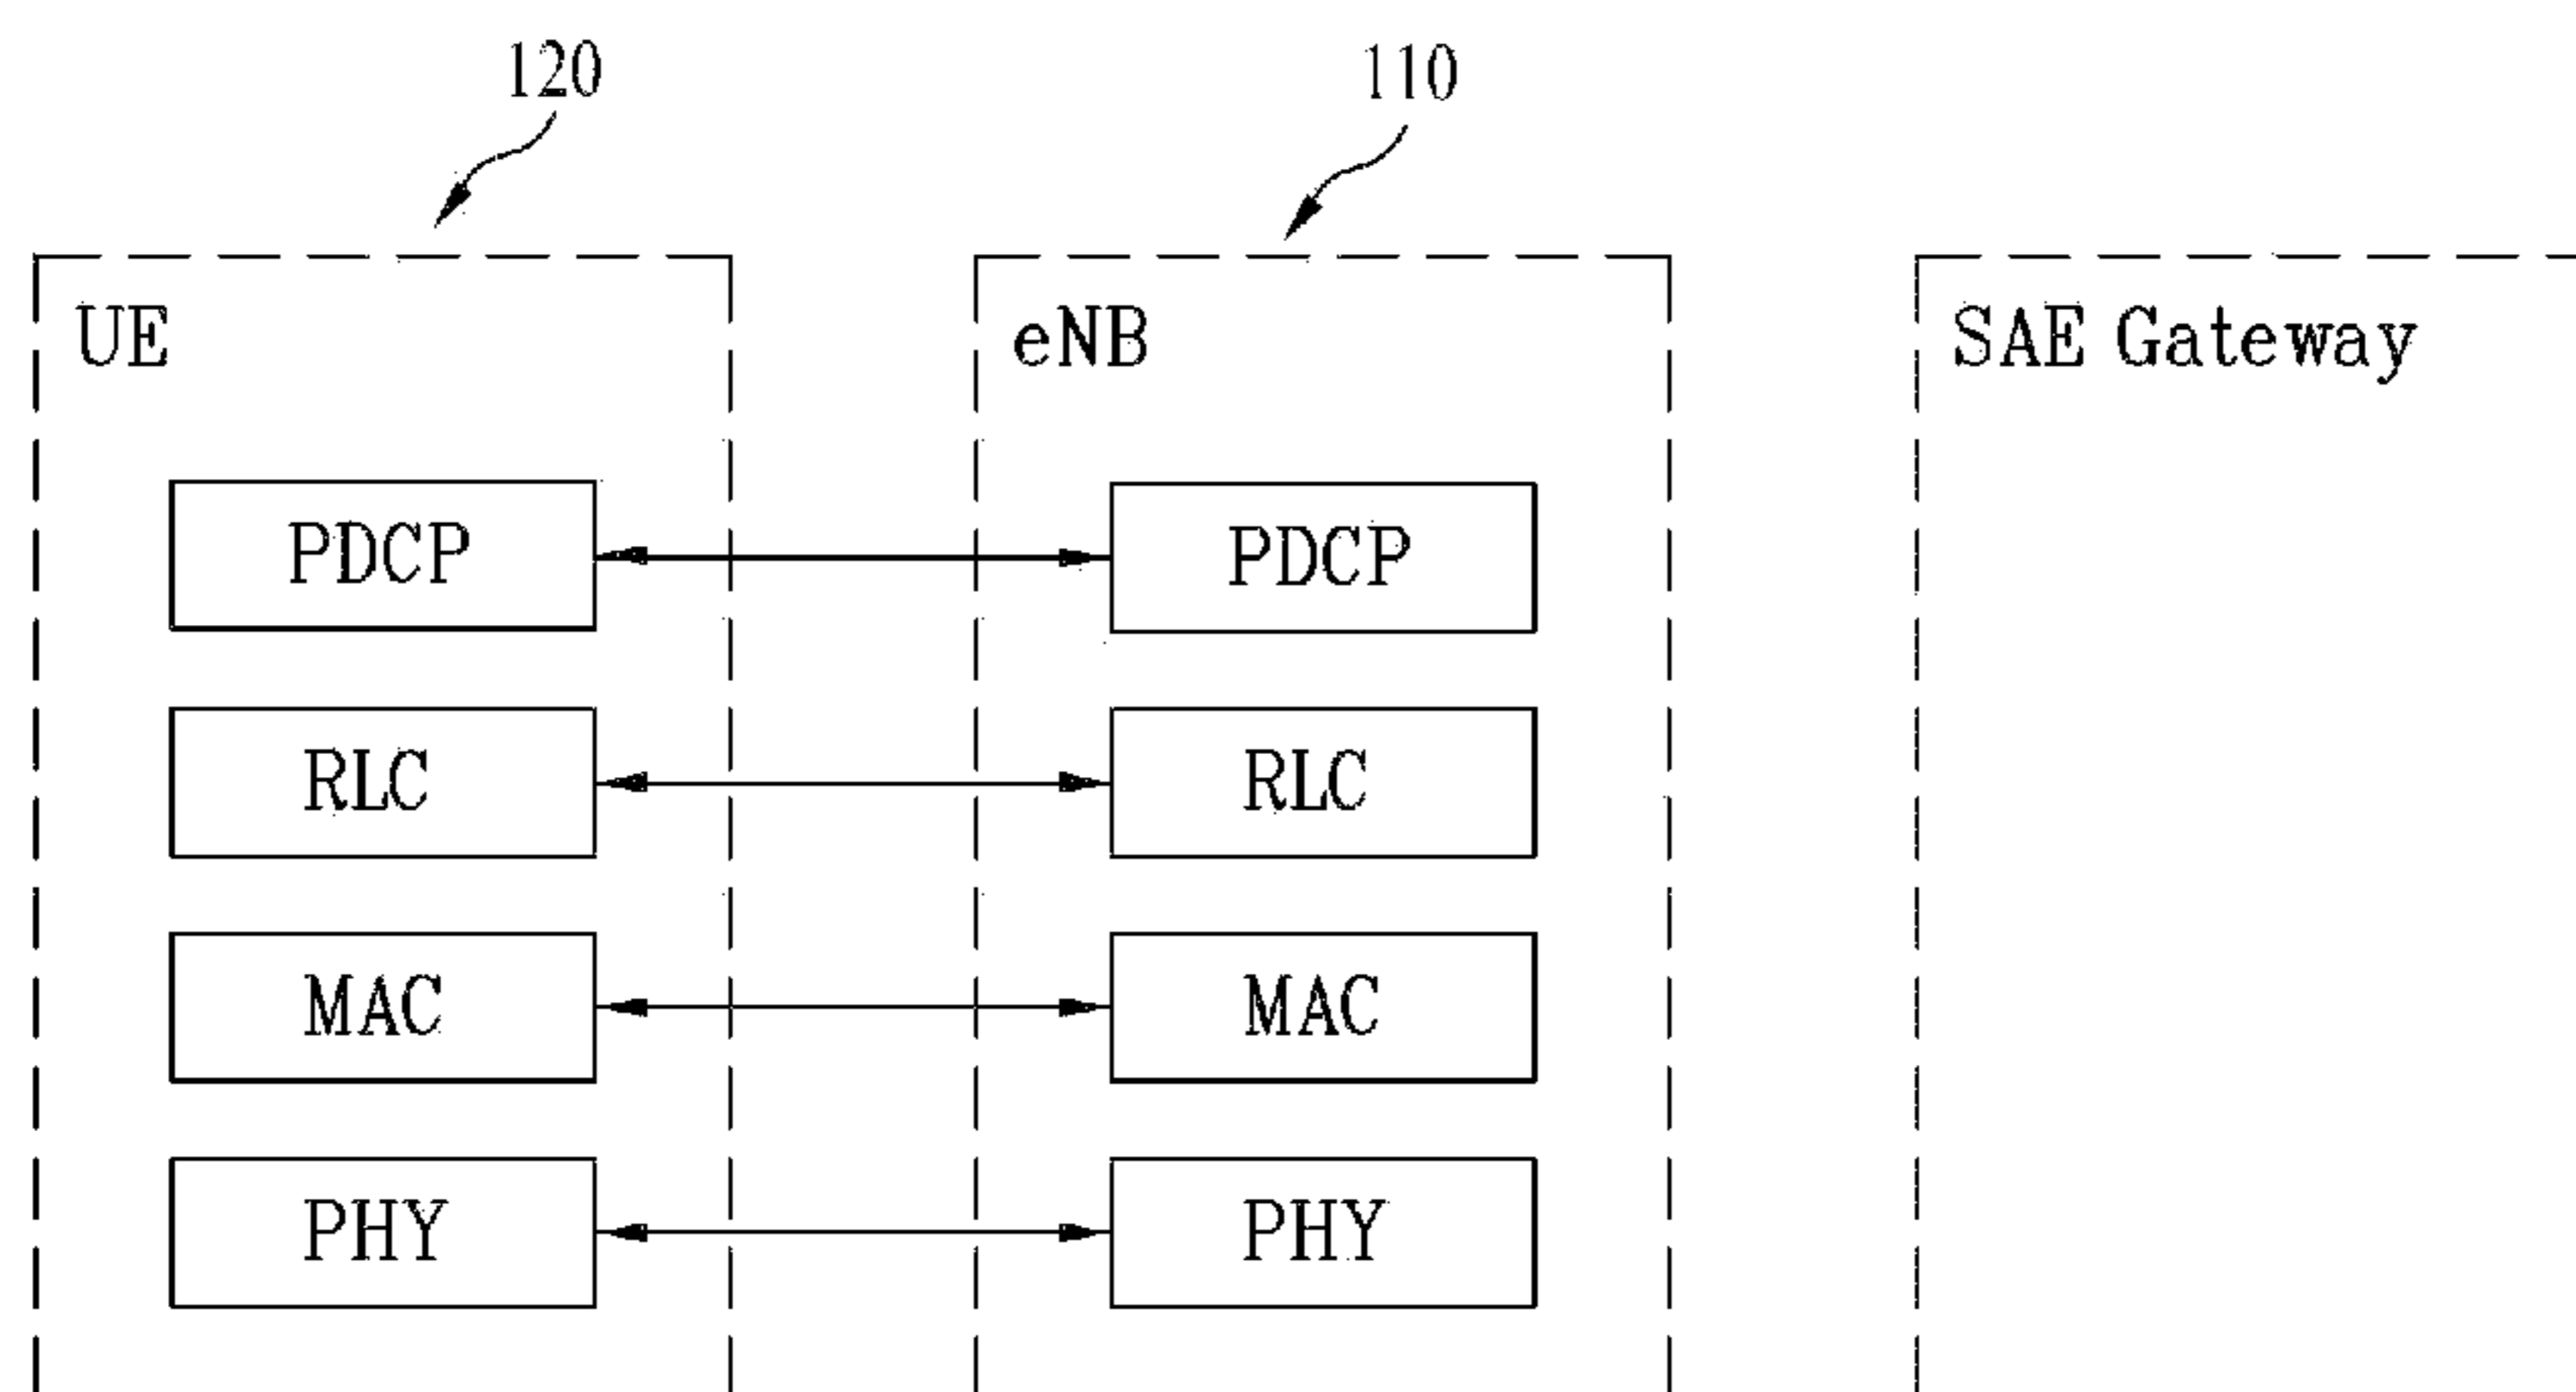 120
110
UE
eNB
SAE Gateway
PDCP
PDCP
RLC
RLC
MAC
MAC
PHY
PHY